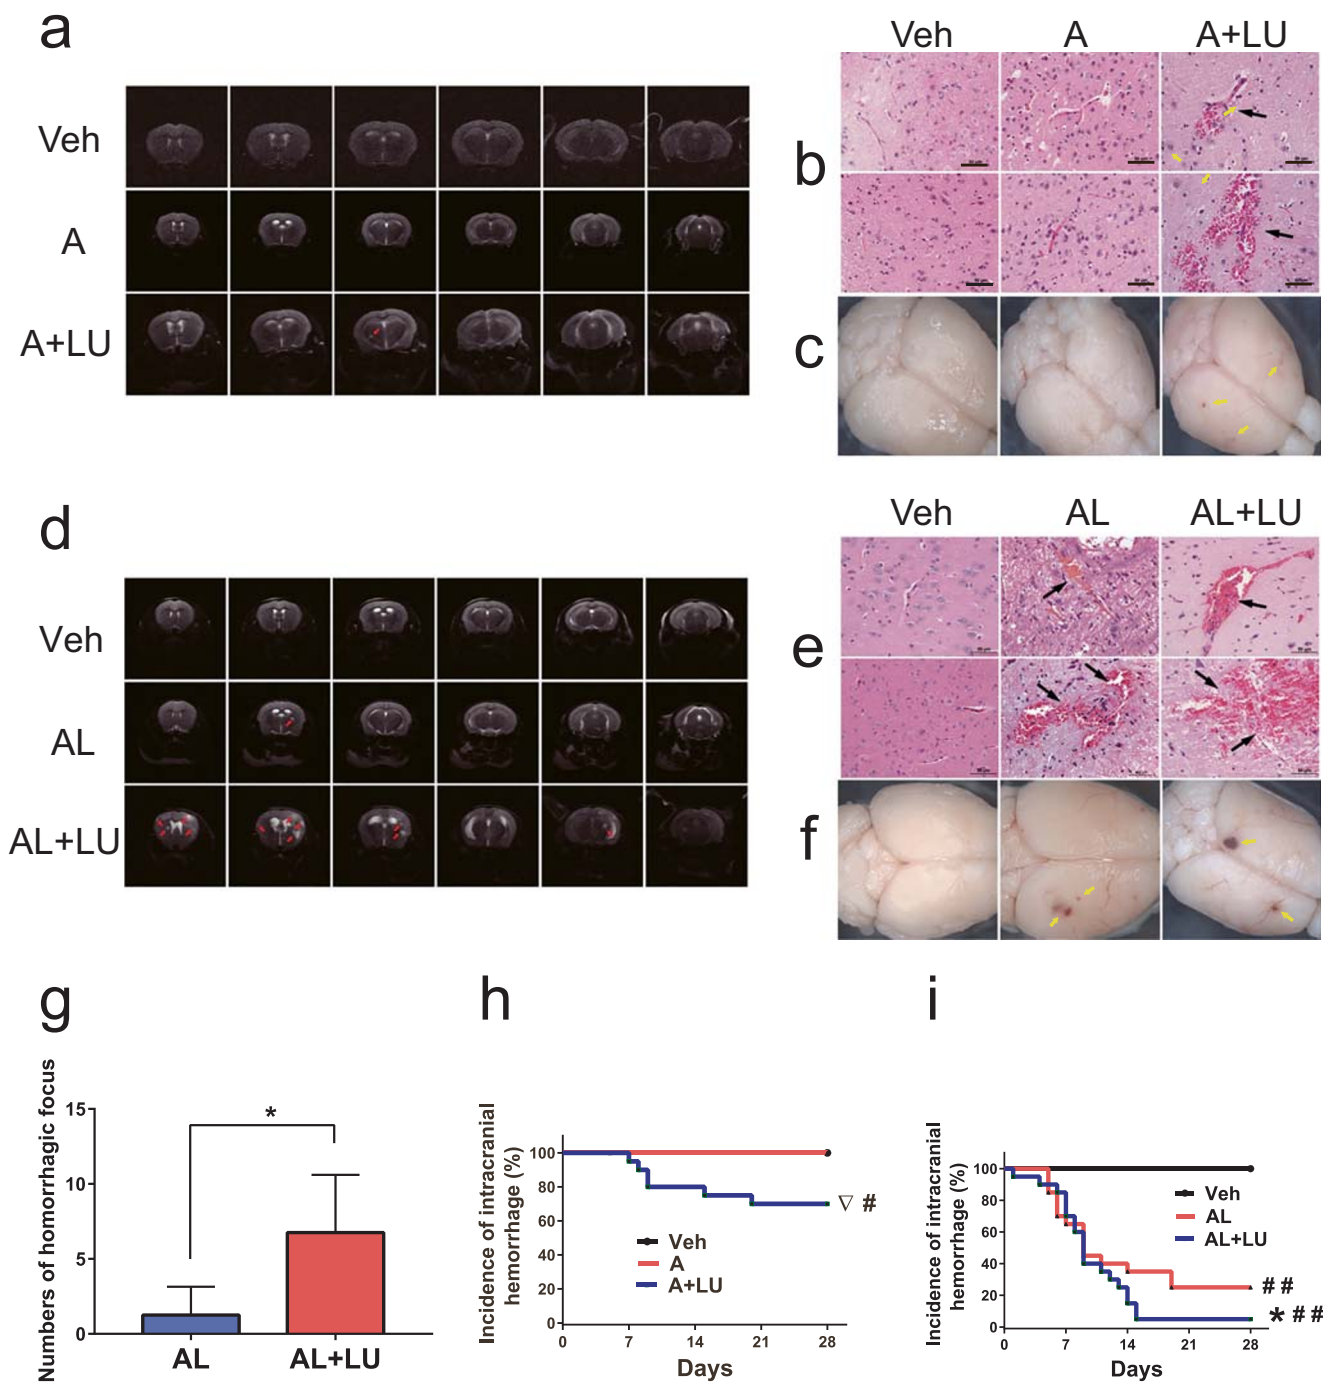 a
Veh
A
A+LU
Veh A A+LU
b
c
d
Veh
AL
AL+LU
Veh AL AL+LU
e
f
g
Numbers of homorrhagic focus
15
10
5
0
*
AL AL+LU
h
Incidence of intracranial
hemorrhage (%)
100
80
60
40
20
0
0 7 14 21 28
Days
Veh
A
A+LU
▽ #
i
Incidence of intracranial
hemorrhage (%)
100
80
60
40
20
0
0 7 14 21 28
Days
Veh
AL
AL+LU
# #
* # #